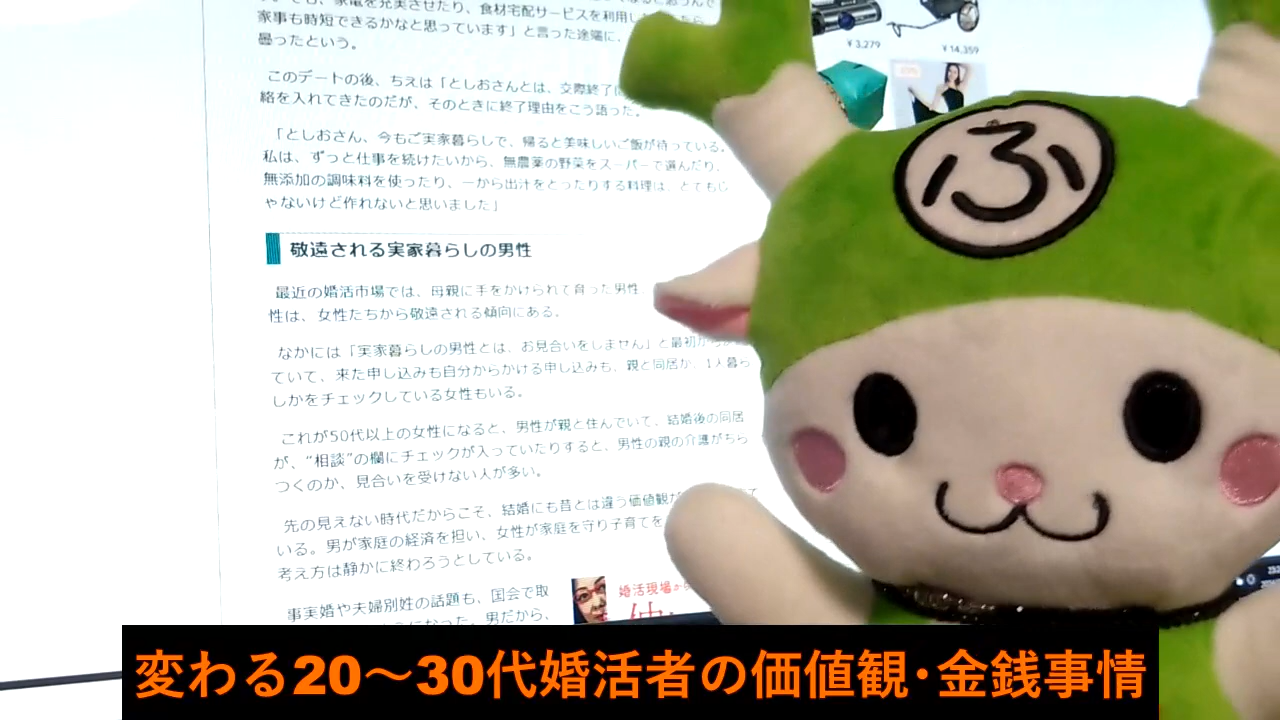 家事も時短できるかなと思っています」と言った途端に、
曇ったという。
このデートの後、ちえは「としおさんとは、交際終了に
絡を入れてきたのだが、そのときに終了理由をこう語った。
「としおさん、今もご実家暮らしで、帰ると美味しいご飯が待っている。
私は、ずっと仕事を続けたいから、無農薬の野菜をスーパーで選んだり、
無添加の調味料を使ったり、一から出汁をとったりする料理は、とてもじ
ゃないけど作れないと思いました」
敬遠される実家暮らしの男性
最近の婚活市場では、母親に手をかけられて育った男性
性は、女性たちから敬遠される傾向にある。
なかには「実家暮らしの男性とは、お見合いをしません」と最初から
ていて、来た申し込みも自分からかける申し込みも、親と同居か、1人暮ら
しかをチェックしている女性もいる。
これが50代以上の女性になると、男性が親と住んでいて、結婚後の同居
が、“相談”の欄にチェックが入っていたりすると、男性の親の介護がちら
つくのか、見合いを受けない人が多い。
先の見えない時代だからこそ、結婚にも昔とは違う価値観が
いる。男が家庭の経済を担い、女性が家庭を守り子育てを
考え方は静かに終わろうとしている。
事実婚や夫婦別姓の話題も、国会で取
¥3,279
¥14,359
ふ
婚活現場から
変わる20〜30代婚活者の価値観･金銭事情